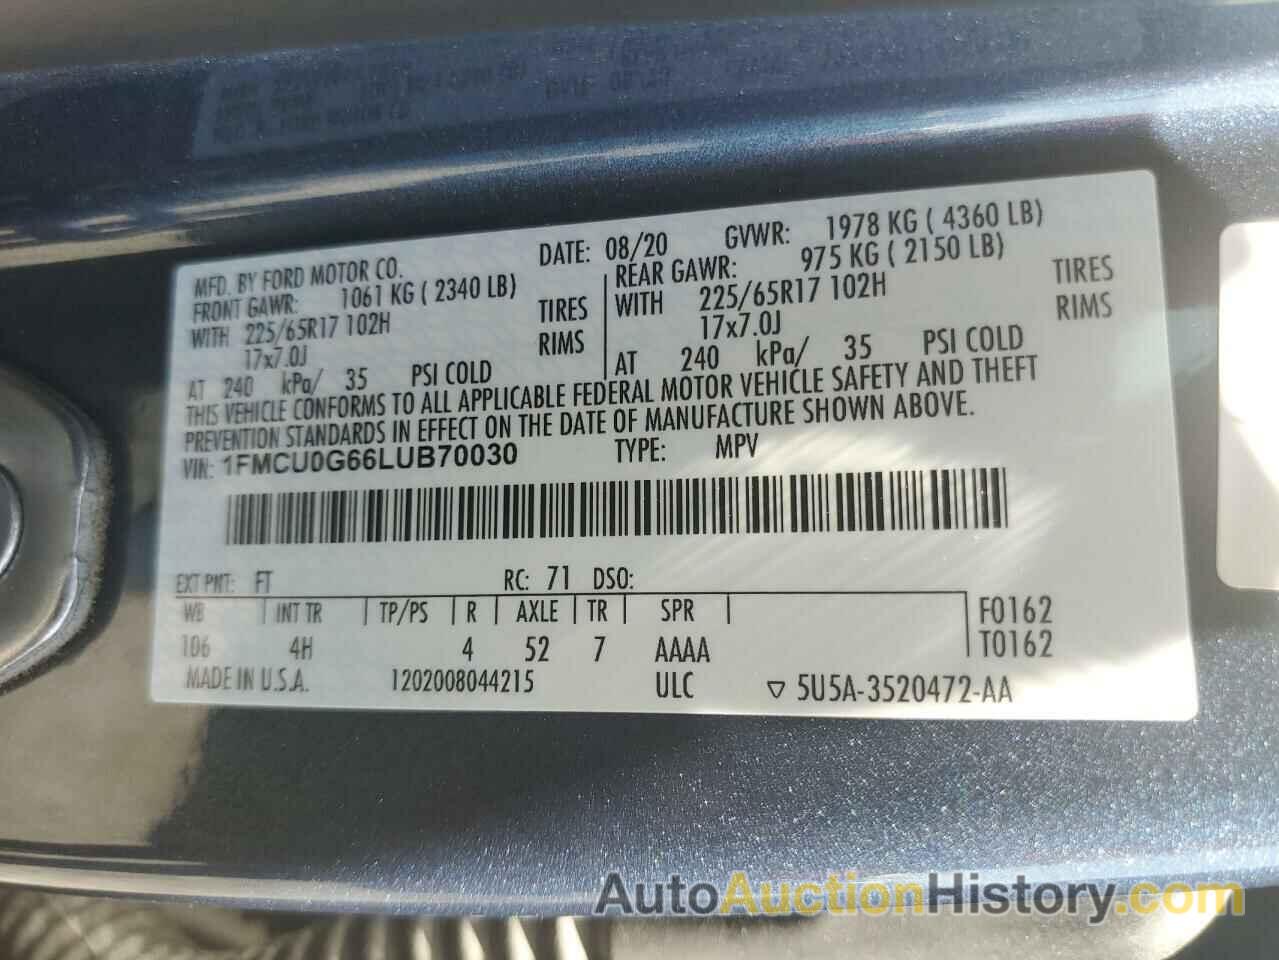 MFD. BY FORD MOTOR CO. DATE: 08/20 GVWR: 1978 KG ( 4360 LB)
FRONT GAWR: 1061 KG ( 2340 LB) REAR GAWR: 975 KG ( 2150 LB)
WITH 225/65R17 102H TIRES WITH 225/65R17 102H TIRES
17x7.0J RIMS 17x7.0J RIMS
AT 240 kPa/ 35 PSI COLD AT 240 kPa/ 35 PSI COLD
THIS VEHICLE CONFORMS TO ALL APPLICABLE FEDERAL MOTOR VEHICLE SAFETY AND THEFT
PREVENTION STANDARDS IN EFFECT ON THE DATE OF MANUFACTURE SHOWN ABOVE.
VIN: 1FMCU0G66LUB70030 TYPE: MPV
EXT PNT: FT RC: 71 DSO:
WB INT TR TP/PS R AXLE TR SPR F0162
106 4H 4 52 7 AAAA T0162
MADE IN U.S.A. 1202008044215 ULC ▽ 5U5A-3520472-AA
AutoAuctionHistory.com